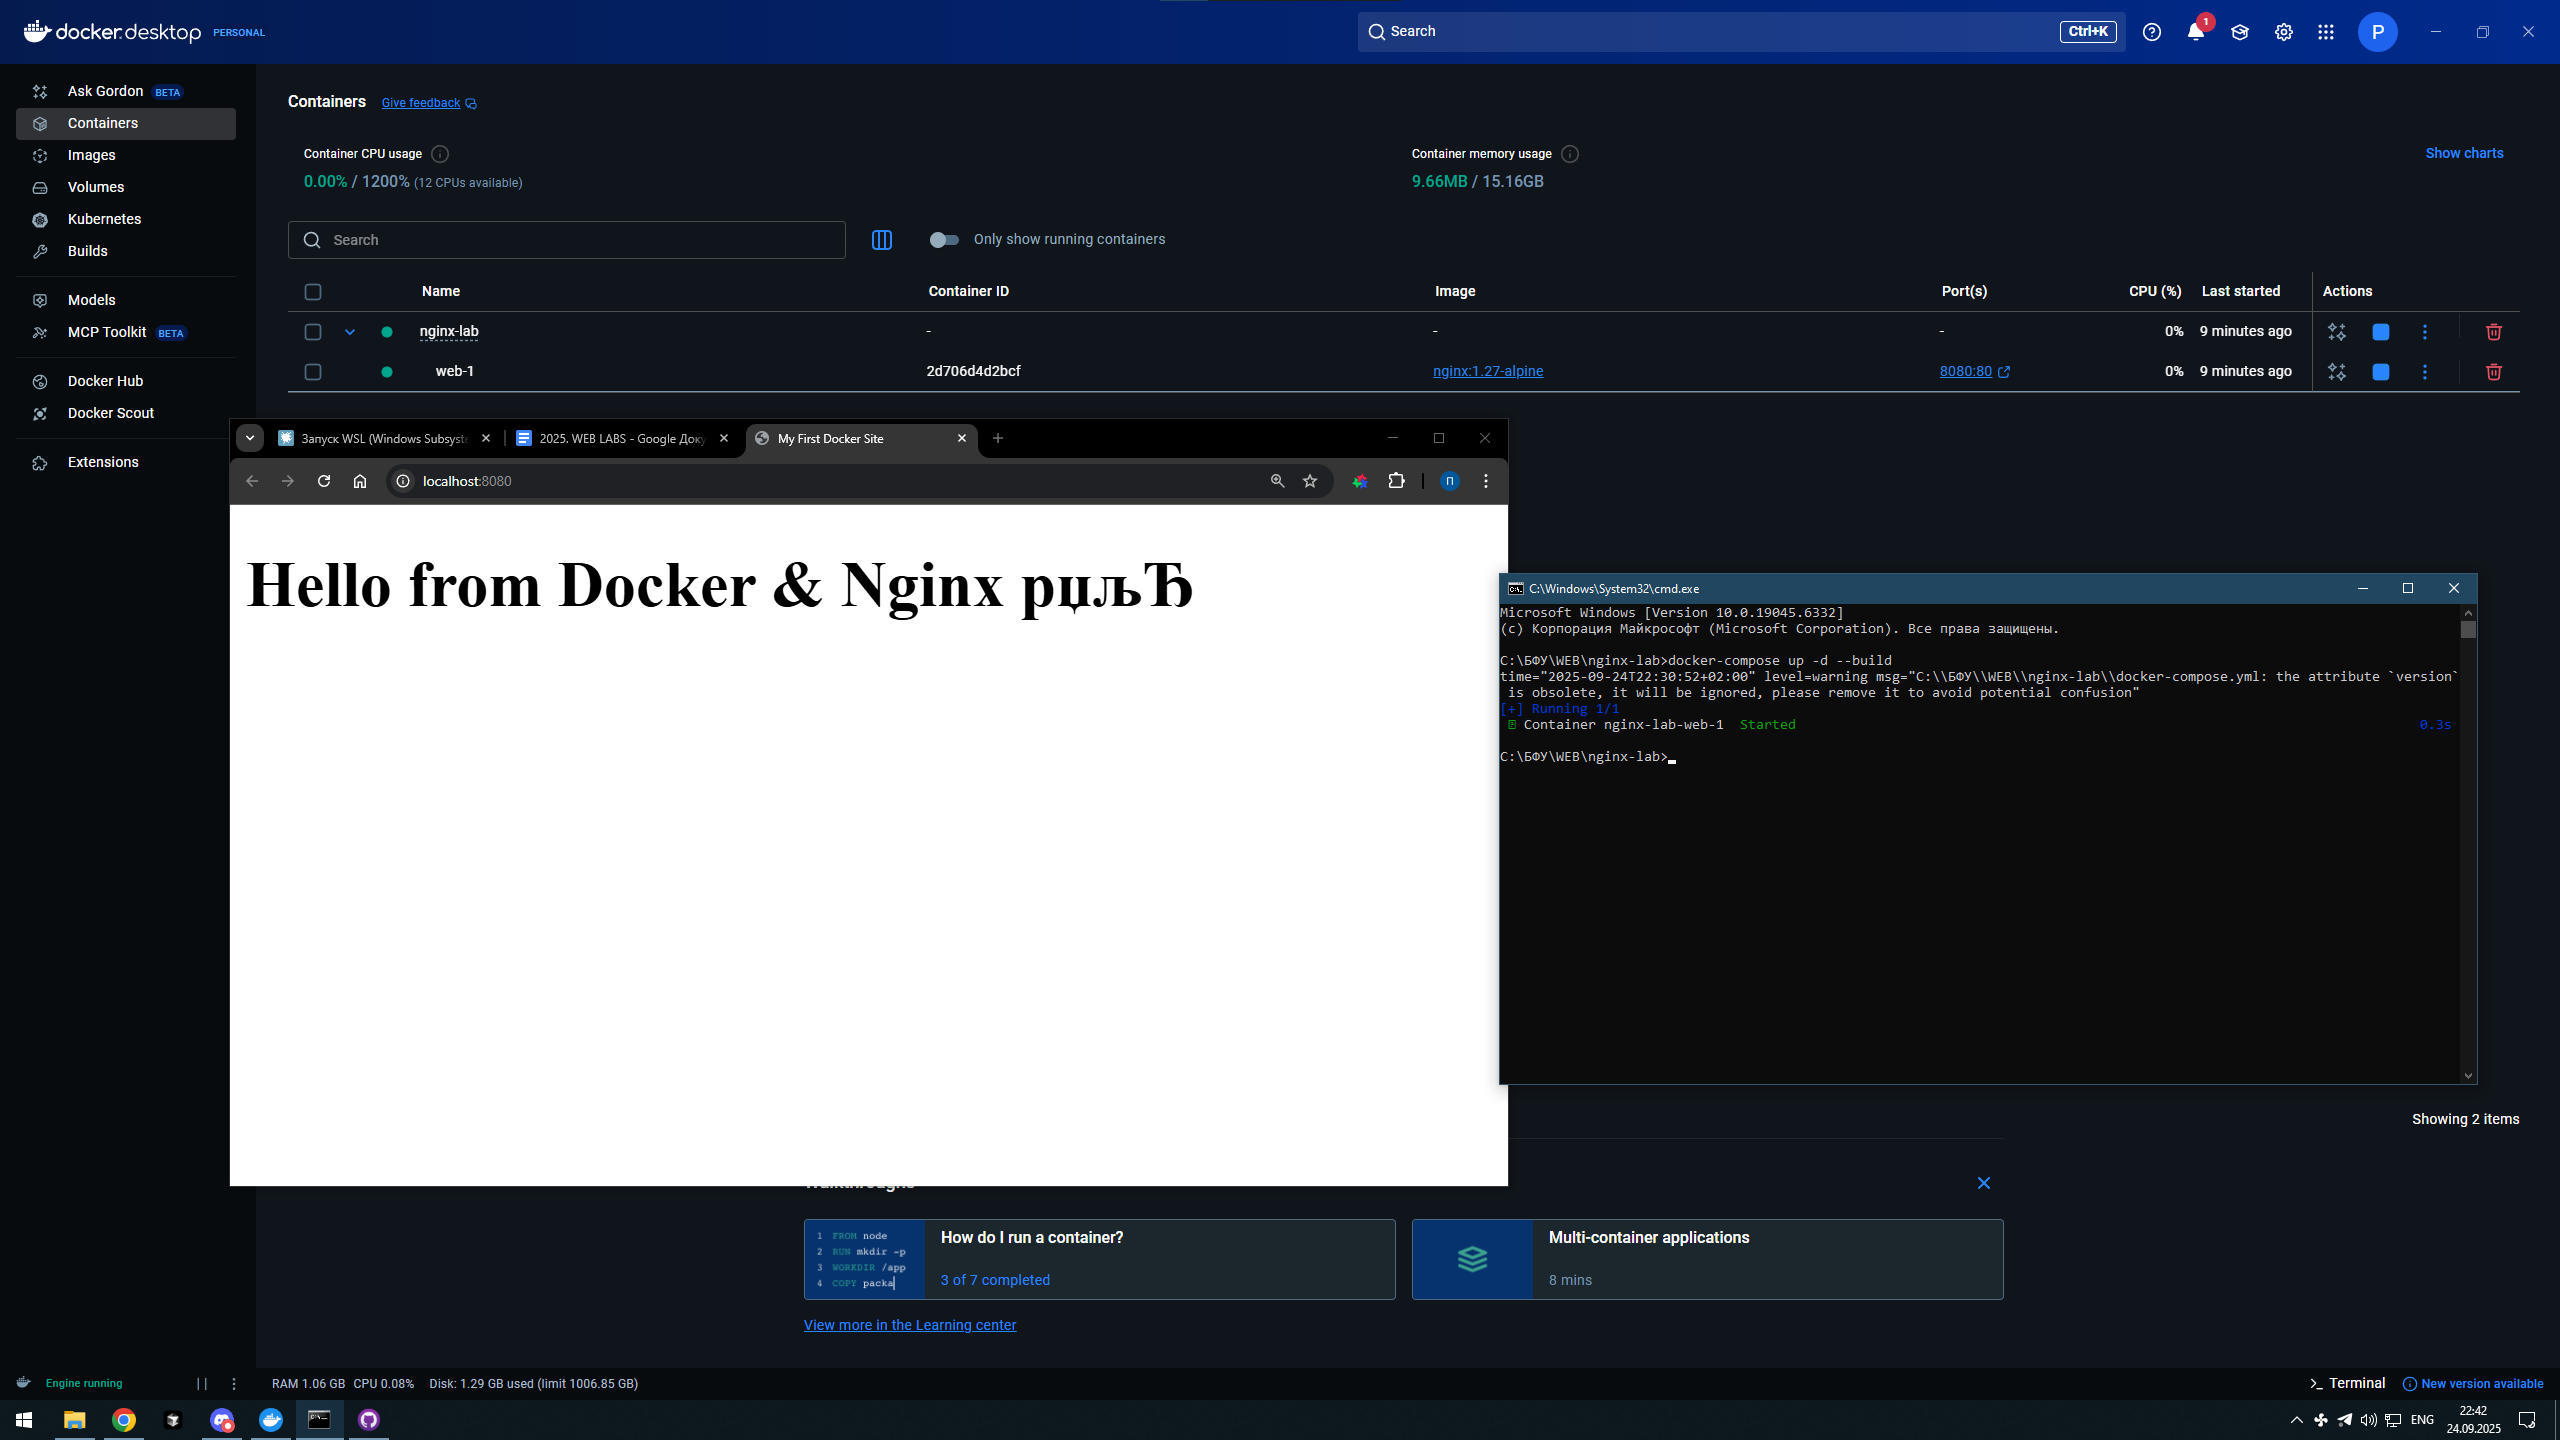 docker.desktop PERSONAL
Search
Ctrl+K
1
P
Ask Gordon BETA
Containers
Images
Volumes
Kubernetes
Builds
Models
MCP Toolkit BETA
Docker Hub
Docker Scout
Extensions
Containers Give feedback
Container CPU usage
0.00% / 1200% (12 CPUs available)
Container memory usage
9.66MB / 15.16GB
Show charts
Search
Only show running containers
Name Container ID Image Port(s) CPU (%) Last started Actions
nginx-lab - - - 0% 9 minutes ago
web-1 2d706d4d2bcf nginx:1.27-alpine 8080:80 0% 9 minutes ago
Запуск WSL (Windows Subsyste
2025. WEB LABS - Google Доку
My First Docker Site
localhost:8080
П
Hello from Docker & Nginx рџљЂ
C:\Windows\System32\cmd.exe
Microsoft Windows [Version 10.0.19045.6332]
(c) Корпорация Майкрософт (Microsoft Corporation). Все права защищены.
C:\БФУ\WEB\nginx-lab>docker-compose up -d --build
time="2025-09-24T22:30:52+02:00" level=warning msg="C:\\БФУ\\WEB\\nginx-lab\\docker-compose.yml: the attribute `version`
is obsolete, it will be ignored, please remove it to avoid potential confusion"
[+] Running 1/1
Container nginx-lab-web-1 Started 0.3s
C:\БФУ\WEB\nginx-lab>
Showing 2 items
1 FROM node
2 RUN mkdir -p
3 WORKDIR /app
4 COPY packa
How do I run a container?
3 of 7 completed
Multi-container applications
8 mins
View more in the Learning center
Engine running
RAM 1.06 GB CPU 0.08% Disk: 1.29 GB used (limit 1006.85 GB)
Terminal
New version available
ENG
22:42
24.09.2025